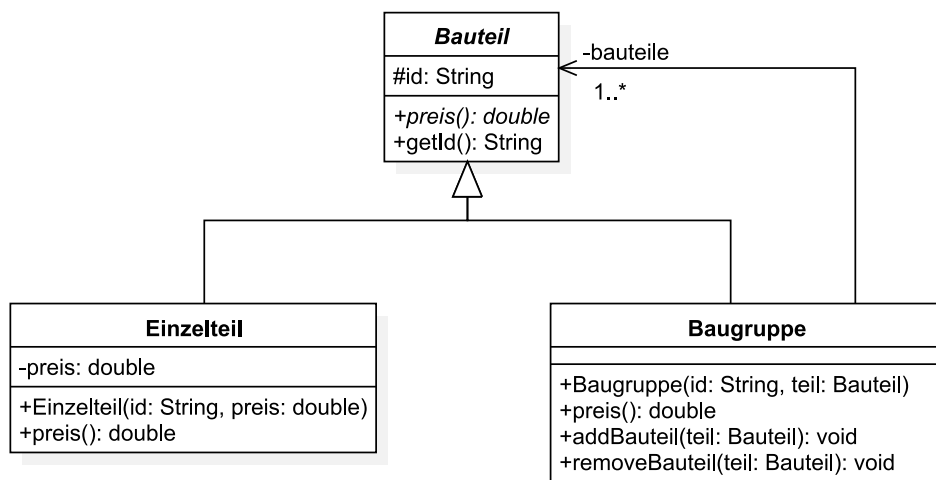 Bauteil
#id: String
+preis(): double
+getId(): String
-bauteile
1..*
Einzelteil
-preis: double
+Einzelteil(id: String, preis: double)
+preis(): double
Baugruppe
+Baugruppe(id: String, teil: Bauteil)
+preis(): double
+addBauteil(teil: Bauteil): void
+removeBauteil(teil: Bauteil): void